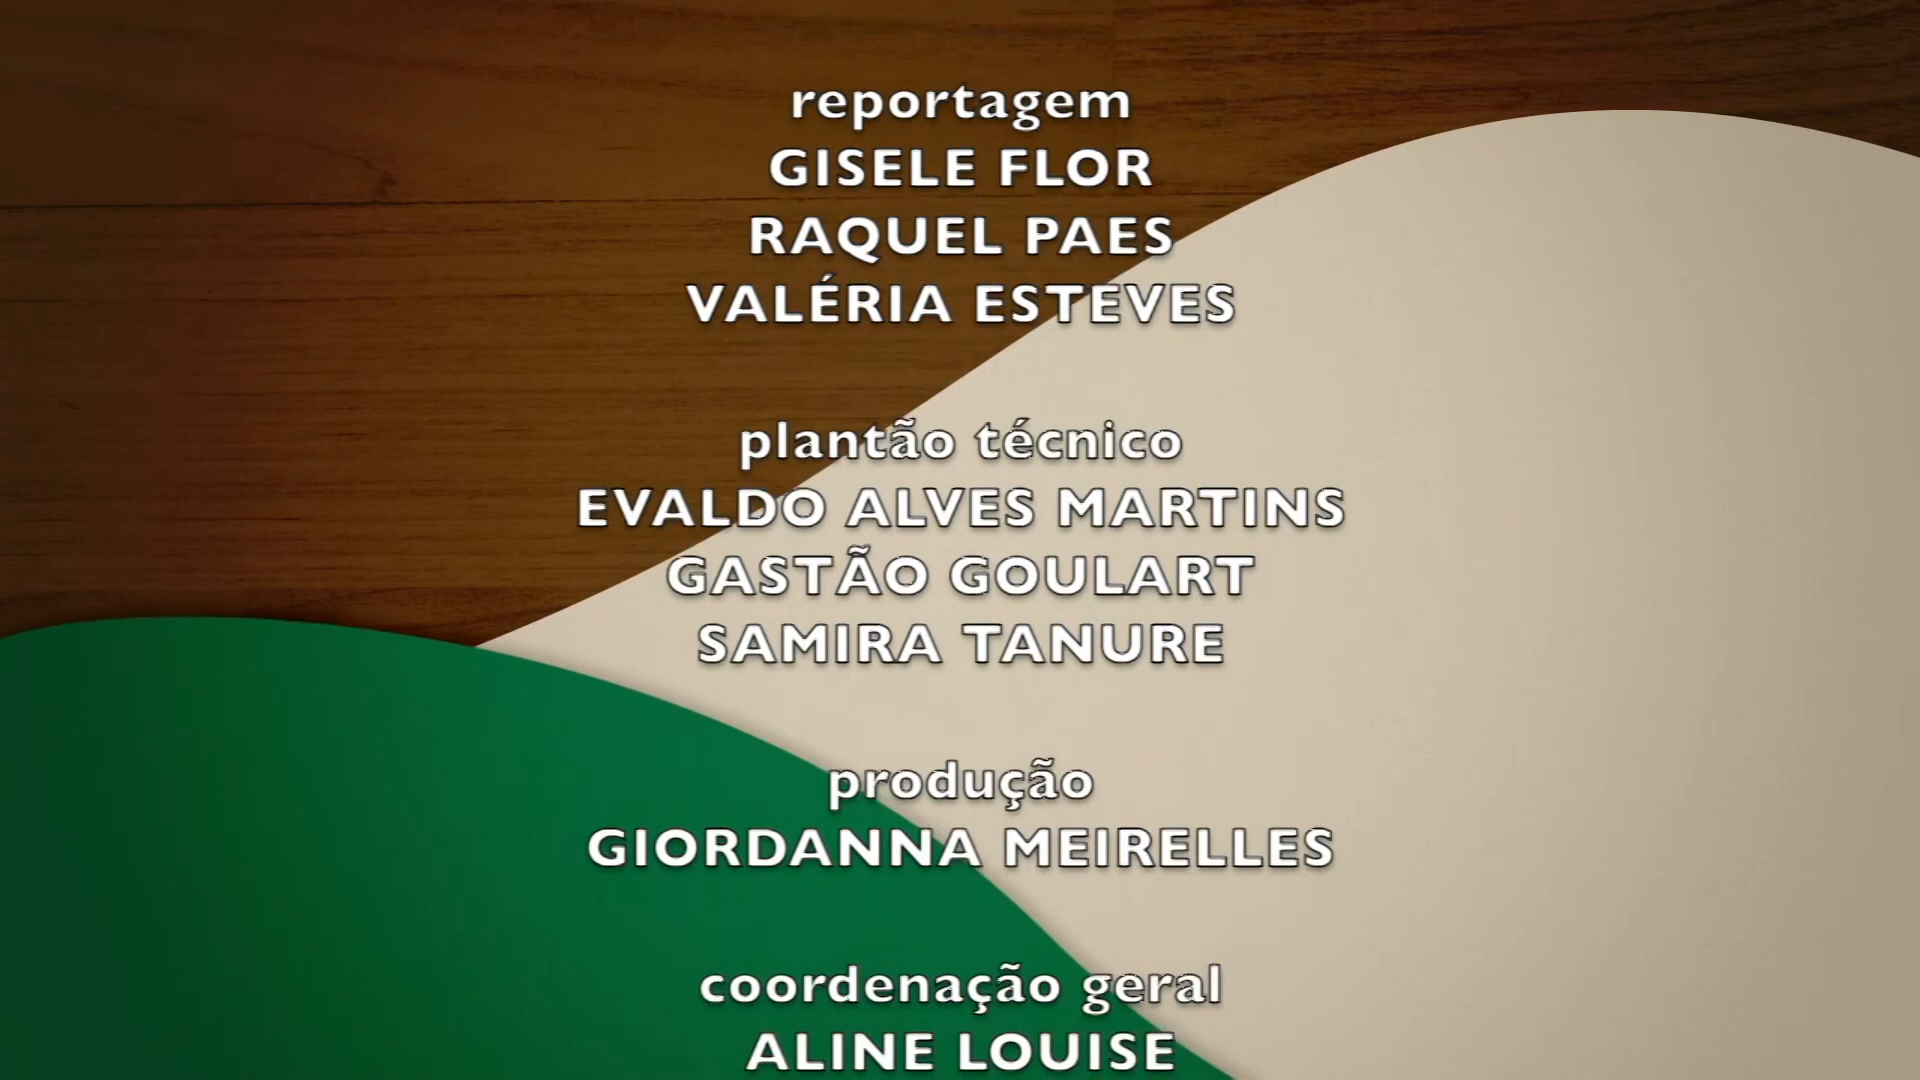 reportagem
GISELE FLOR
RAQUEL PAES
VALÉRIA ESTEVES
plantão técnico
EVALDO ALVES MARTINS
GASTÃO GOULART
SAMIRA TANURE
produção
GIORDANNA MEIRELLES
coordenação geral
ALINE LOUISE